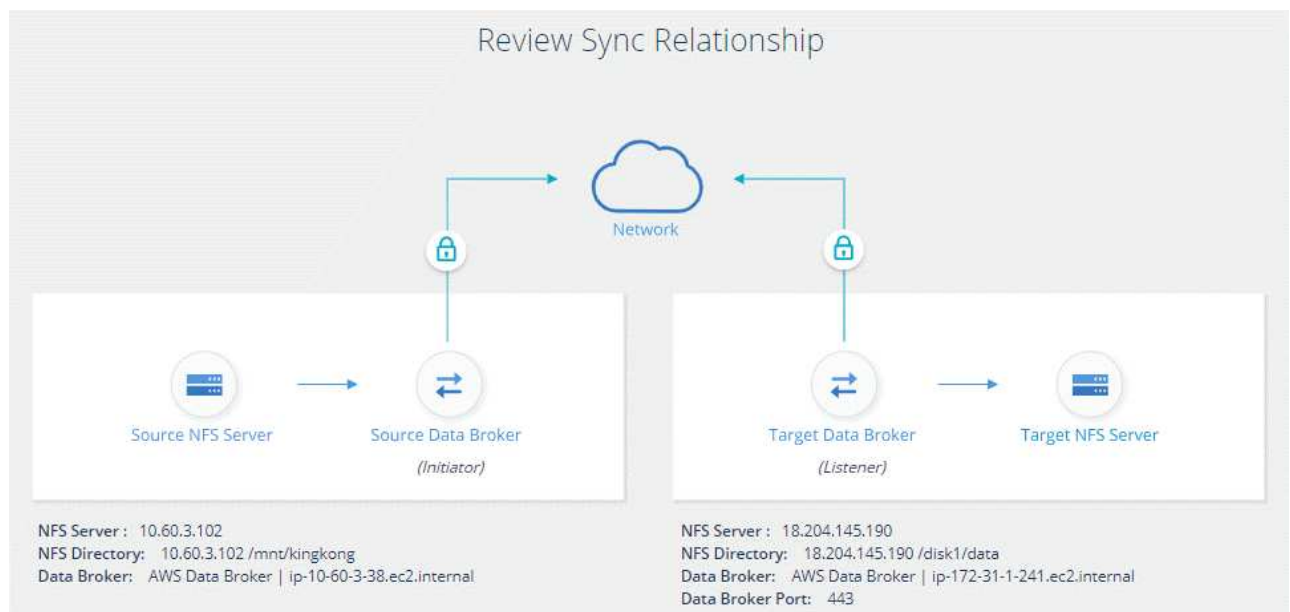 Review Sync Relationship
Network
Source NFS Server
Source Data Broker
(Initiator)
Target Data Broker
(Listener)
Target NFS Server
NFS Server : 10.60.3.102
NFS Directory: 10.60.3.102 /mnt/kingkong
Data Broker: AWS Data Broker | ip-10-60-3-38.ec2.internal
NFS Server : 18.204.145.190
NFS Directory: 18.204.145.190 /disk1/data
Data Broker: AWS Data Broker | ip-172-31-1-241.ec2.internal
Data Broker Port: 443